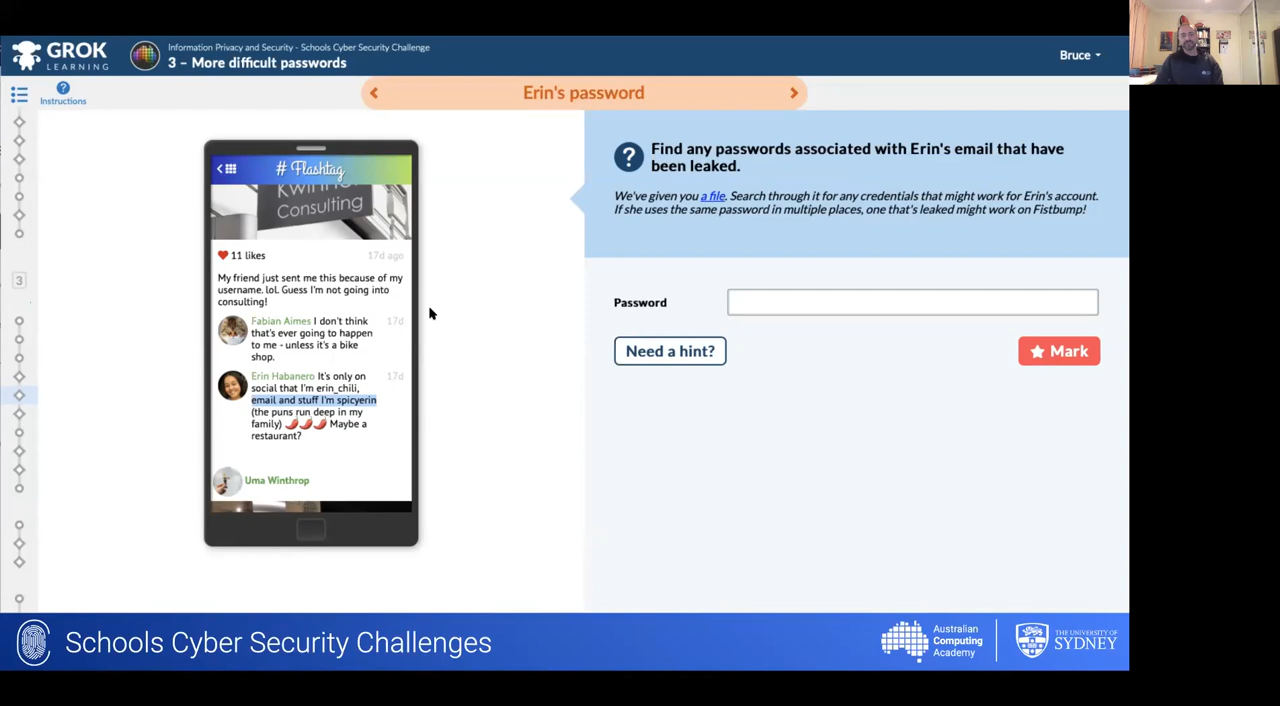 GROK
LEARNING
Information Privacy and Security - Schools Cyber Security Challenge
3 – More difficult passwords
Bruce
Instructions
Erin's password
3
# Flashtag
Kwinno
Consulting
11 likes
17d ago
My friend just sent me this because of my
username. lol. Guess I'm not going into
consulting!
Fabian Aimes I don't think
17d
that's ever going to happen
to me - unless it's a bike
shop.
Erin Habanero It's only on
17d
social that I'm erin_chili,
email and stuff I'm spicyerin
(the puns run deep in my
family) 🌶🌶🌶 Maybe a
restaurant?
Uma Winthrop
Find any passwords associated with Erin's email that have
been leaked.
We've given you a file. Search through it for any credentials that might work for Erin's account.
If she uses the same password in multiple places, one that's leaked might work on Fistbump!
Password
Need a hint?
Mark
Schools Cyber Security Challenges
Australian
Computing
Academy
THE UNIVERSITY OF
SYDNEY